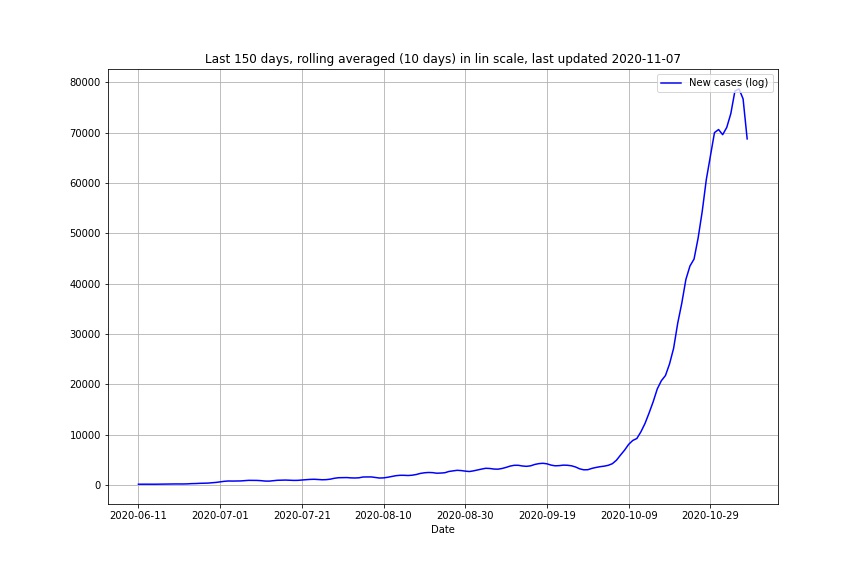 Last 150 days, rolling averaged (10 days) in lin scale, last updated 2020-11-07
New cases (log)
80000
70000
60000
50000
40000
30000
20000
10000
0
2020-06-11 2020-07-01 2020-07-21 2020-08-10 2020-08-30 2020-09-19 2020-10-09 2020-10-29
Date